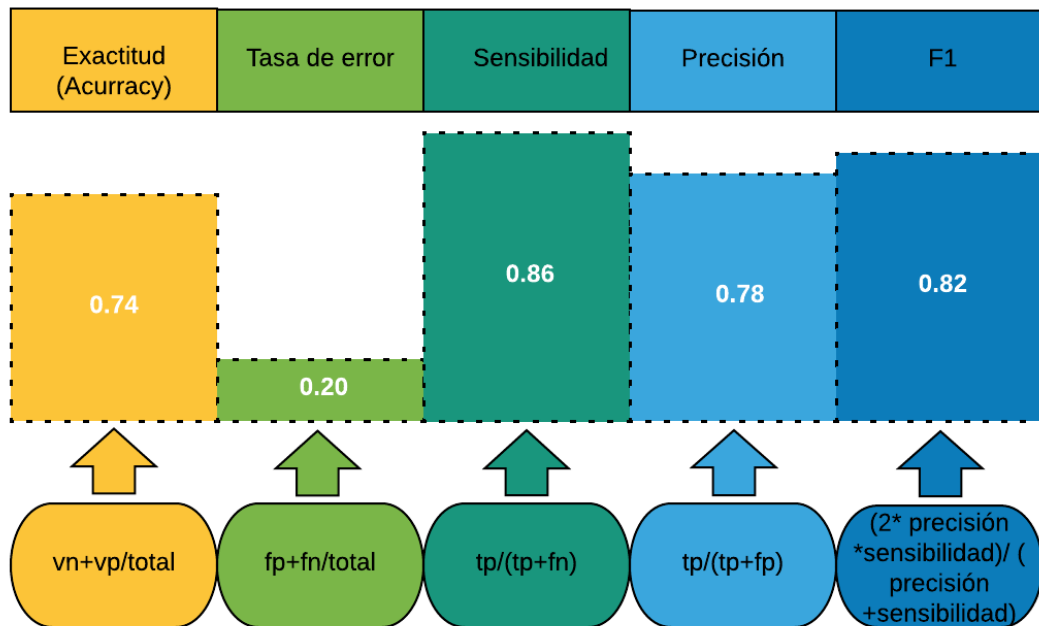 Exactitud
(Acurracy)
Tasa de error
Sensibilidad
Precisión
F1
0.74
0.20
0.86
0.78
0.82
vn+vp/total
fp+fn/total
tp/(tp+fn)
tp/(tp+fp)
(2* precisión
*sensibilidad)/ (
precisión
+sensibilidad)